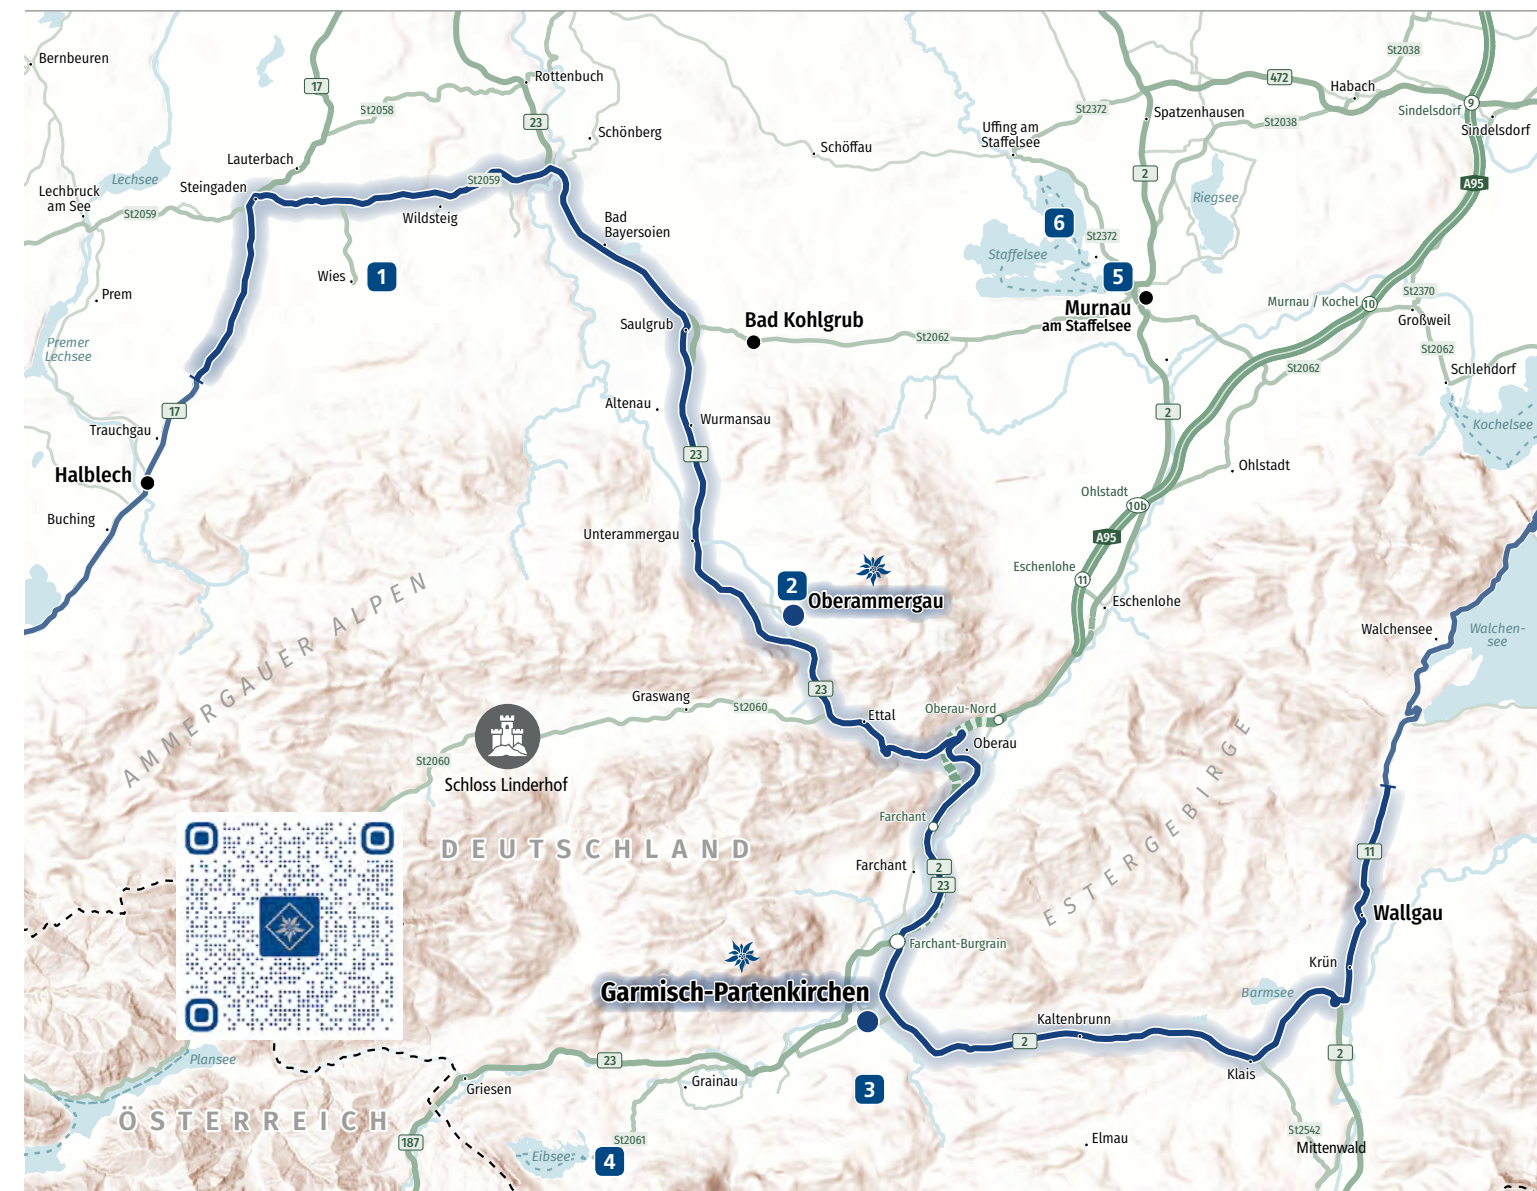 Bernbeuren
17
St2058
Rottenbuch
23
Schönberg
Schöffau
Uffing am
Staffelsee
St2372
Spatzenhausen
472
St2038
Habach
St2038
9
Sindelsdorf
Sindelsdorf
A95
2
Riegsee
Lauterbach
Lechsee
Steingaden
Lechbruck
am See
St2059
St2059
Wildsteig
Bad
Bayersoien
6
St2372
Staffelsee
5
Murnau
am Staffelsee
Wies
1
Prem
Premer
Lechsee
Saulgrub
Bad Kohlgrub
St2062
Murnau / Kochel
10
St2370
Großweil
St2062
St2062
Schlehdorf
Kochelsee
17
Trauchgau
Halblech
Buching
Altenau
Wurmansau
23
2
Ohlstadt
Ohlstadt
10b
A95
Unterammergau
Eschenlohe
11
Eschenlohe
2
Oberammergau
Walchensee
Walchen-
see
AMMERGAUER ALPEN
23
Graswang
St2060
Ettal
Oberau-Nord
Oberau
St2060
Schloss Linderhof
ESTERGEBIRGE
DEUTSCHLAND
Farchant
Farchant
2
23
11
Wallgau
Farchant-Burgrain
Krün
Garmisch-Partenkirchen
Barmsee
Kaltenbrunn
2
2
Klais
Plansee
23
Griesen
Grainau
3
ÖSTERREICH
187
St2061
Eibsee
4
Elmau
St2542
Mittenwald